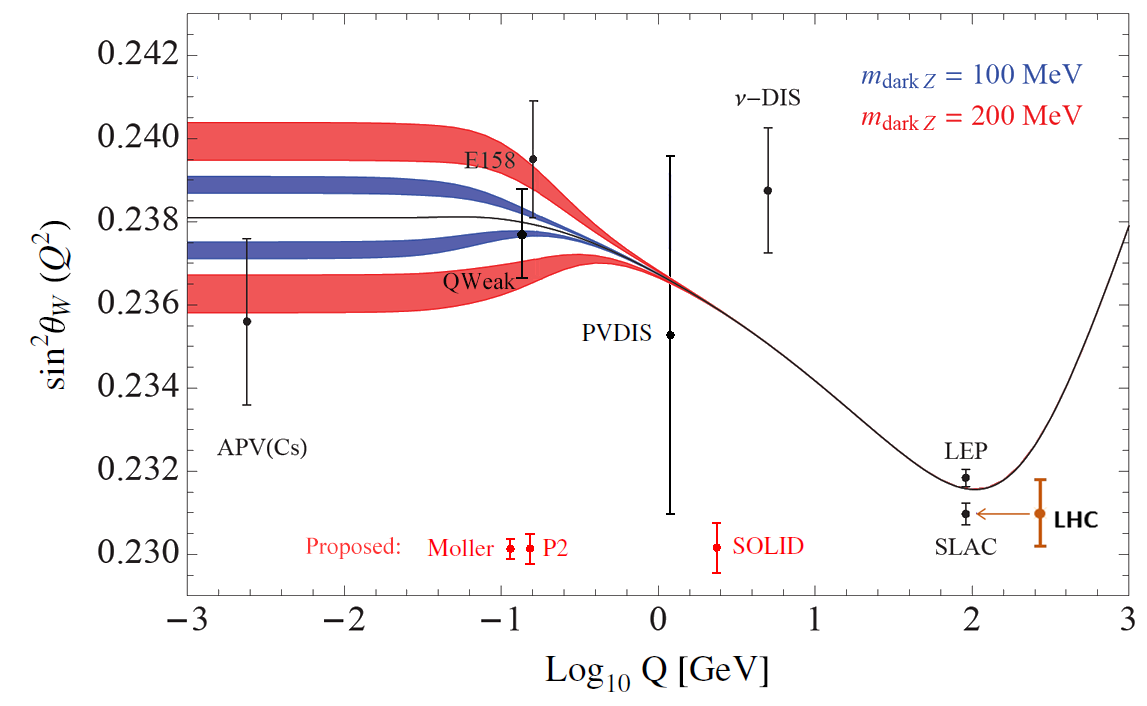 0.242
0.240
0.238
0.236
0.234
0.232
0.230
sin²θ_W (Q²)
m_dark Z = 100 MeV
m_dark Z = 200 MeV
ν−DIS
E158
QWeak
PVDIS
APV(Cs)
LEP
LHC
SLAC
Proposed: Moller P2 SOLID
−3 −2 −1 0 1 2 3
Log₁₀ Q [GeV]